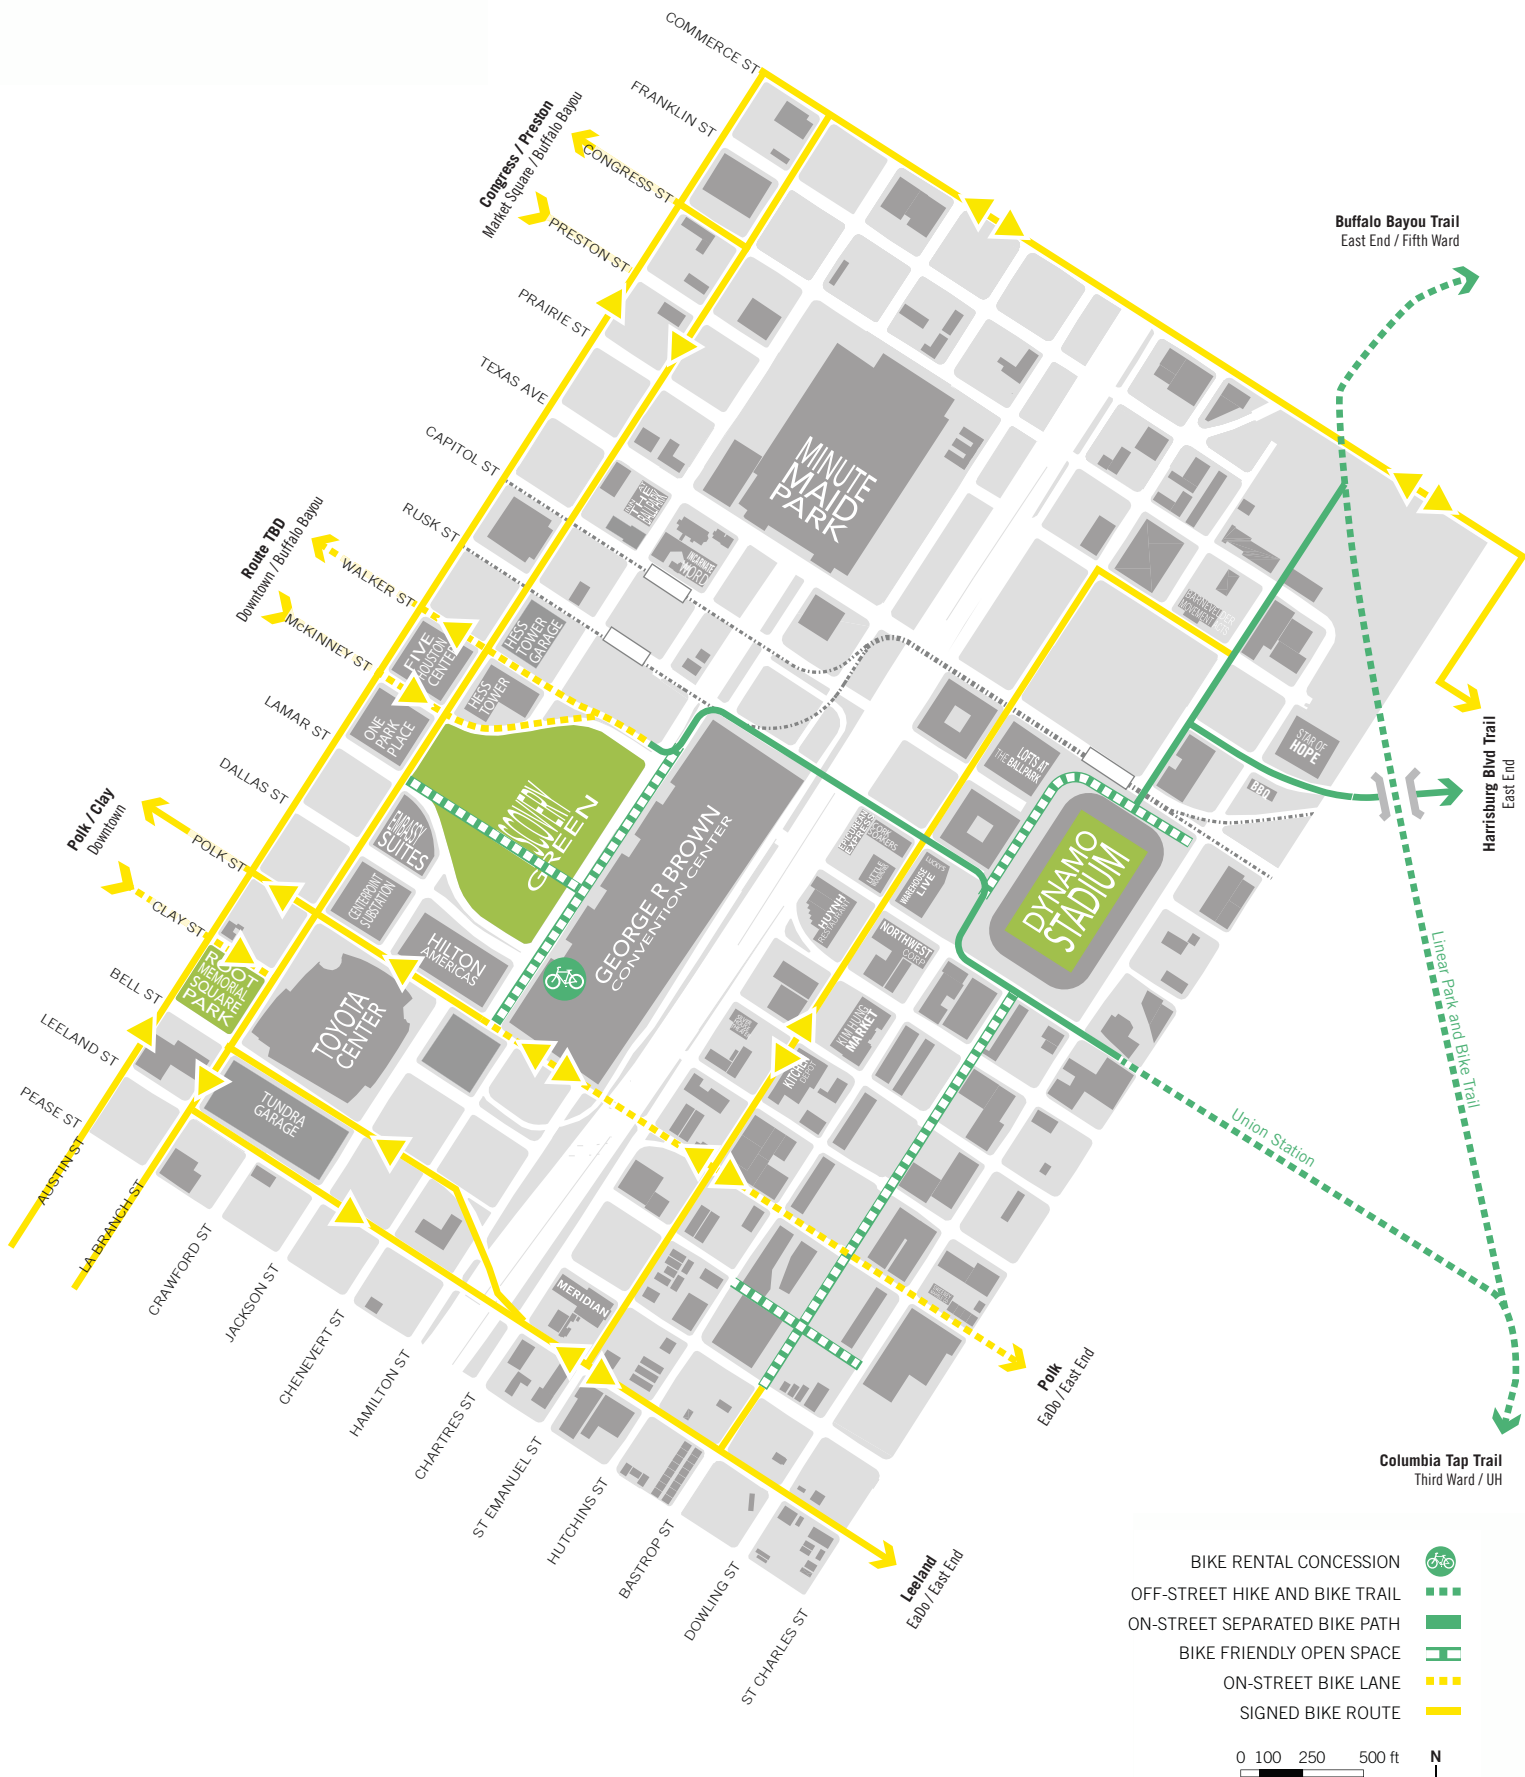 COMMERCE ST
FRANKLIN ST
Congress / Preston
Market Square / Buffalo Bayou
CONGRESS ST
PRESTON ST
PRAIRIE ST
TEXAS AVE
CAPITOL ST
RUSK ST
Route TBD
Downtown / Buffalo Bayou
WALKER ST
McKINNEY ST
LAMAR ST
DALLAS ST
Polk / Clay
Downtown
POLK ST
CLAY ST
BELL ST
LEELAND ST
PEASE ST
AUSTIN ST
LA BRANCH ST
CRAWFORD ST
JACKSON ST
CHENEVERT ST
HAMILTON ST
CHARTRES ST
ST EMANUEL ST
HUTCHINS ST
BASTROP ST
DOWLING ST
ST CHARLES ST
Buffalo Bayou Trail
East End / Fifth Ward
MINUTE
MAID
PARK
INCARNATE
WORD
HESS
TOWER
GARAGE
FIVE
HOUSTON
CENTER
HESS
TOWER
ONE
PARK
PLACE
DISCOVERY
GREEN
EMBASSY
SUITES
CENTERPOINT
SUBSTATION
HILTON
AMERICAS
GEORGE R BROWN
CONVENTION CENTER
ROOT
MEMORIAL
SQUARE
PARK
TOYOTA
CENTER
TUNDRA
GARAGE
LOFTS AT
THE BALLPARK
STAR OF
HOPE
BBQ
DYNAMO
STADIUM
LUCKY'S
WAREHOUSE
LIVE
HUYNH
RESTAURANT
NORTHWEST
CORP
KIM HUNG
MARKET
KITCHEN
DEPOT
MERIDIAN
Harrisburg Blvd Trail
East End
Linear Park and Bike Trail
Union Station
Polk
EaDo / East End
Leeland
EaDo / East End
Columbia Tap Trail
Third Ward / UH
BIKE RENTAL CONCESSION
OFF-STREET HIKE AND BIKE TRAIL
ON-STREET SEPARATED BIKE PATH
BIKE FRIENDLY OPEN SPACE
ON-STREET BIKE LANE
SIGNED BIKE ROUTE
0 100 250 500 ft N